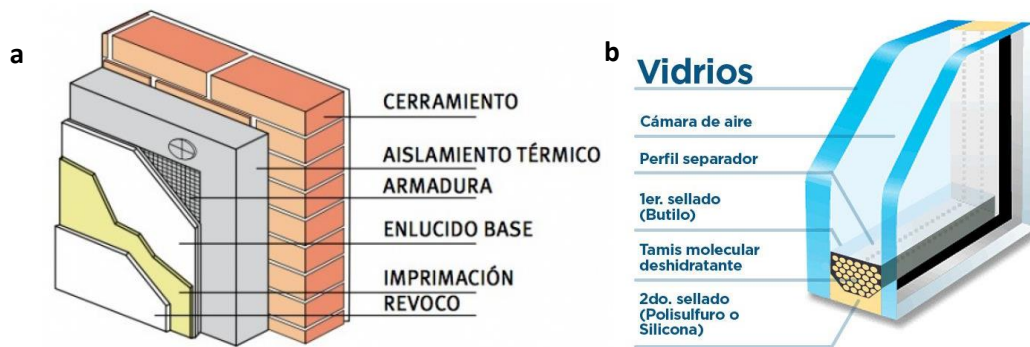 a
CERRAMIENTO
AISLAMIENTO TÉRMICO
ARMADURA
ENLUCIDO BASE
IMPRIMACIÓN
REVOCO
b
Vidrios
Cámara de aire
Perfil separador
1er. sellado
(Butilo)
Tamis molecular
deshidratante
2do. sellado
(Polisulfuro o
Silicona)